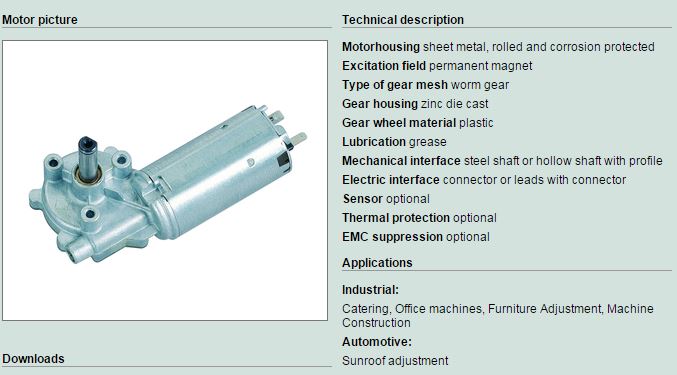 Motor picture
Technical description
Motorhousing sheet metal, rolled and corrosion protected
Excitation field permanent magnet
Type of gear mesh worm gear
Gear housing zinc die cast
Gear wheel material plastic
Lubrication grease
Mechanical interface steel shaft or hollow shaft with profile
Electric interface connector or leads with connector
Sensor optional
Thermal protection optional
EMC suppression optional
Applications
Industrial:
Catering, Office machines, Furniture Adjustment, Machine
Construction
Automotive:
Sunroof adjustment
Downloads